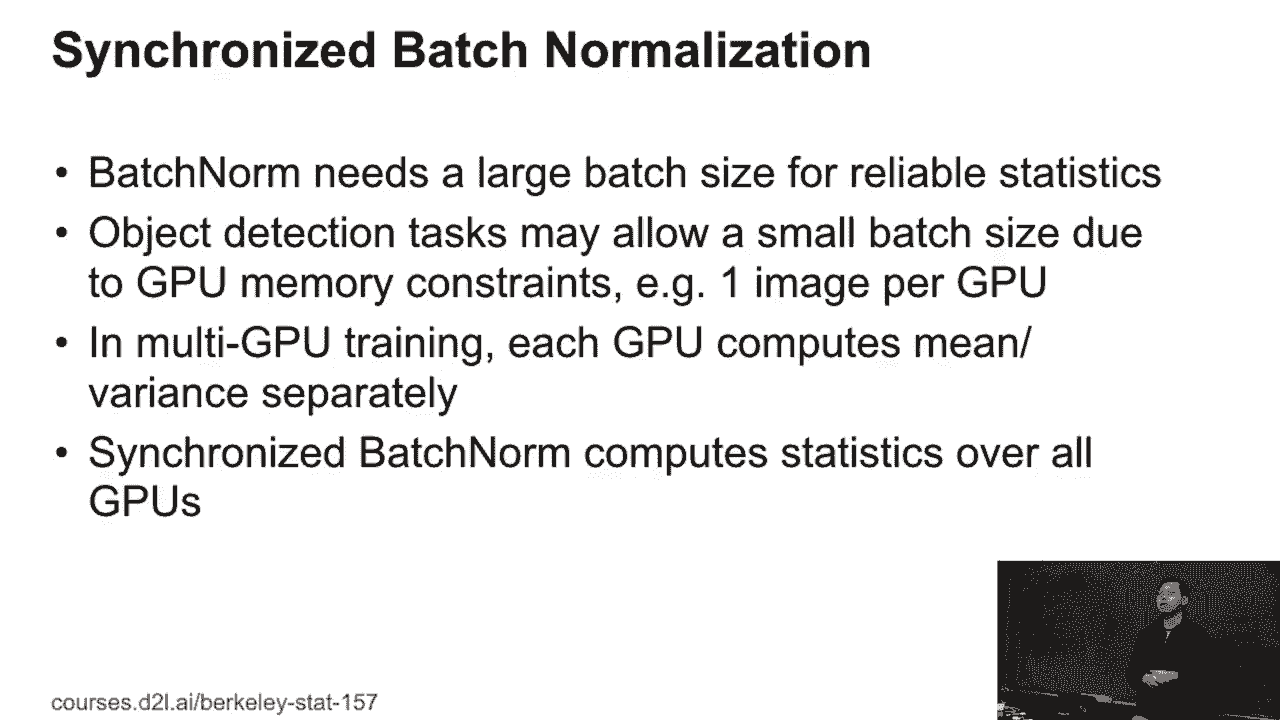 Synchronized Batch Normalization
• BatchNorm needs a large batch size for reliable statistics
• Object detection tasks may allow a small batch size due
to GPU memory constraints, e.g. 1 image per GPU
• In multi-GPU training, each GPU computes mean/
variance separately
• Synchronized BatchNorm computes statistics over all
GPUs
courses.d2l.ai/berkeley-stat-157